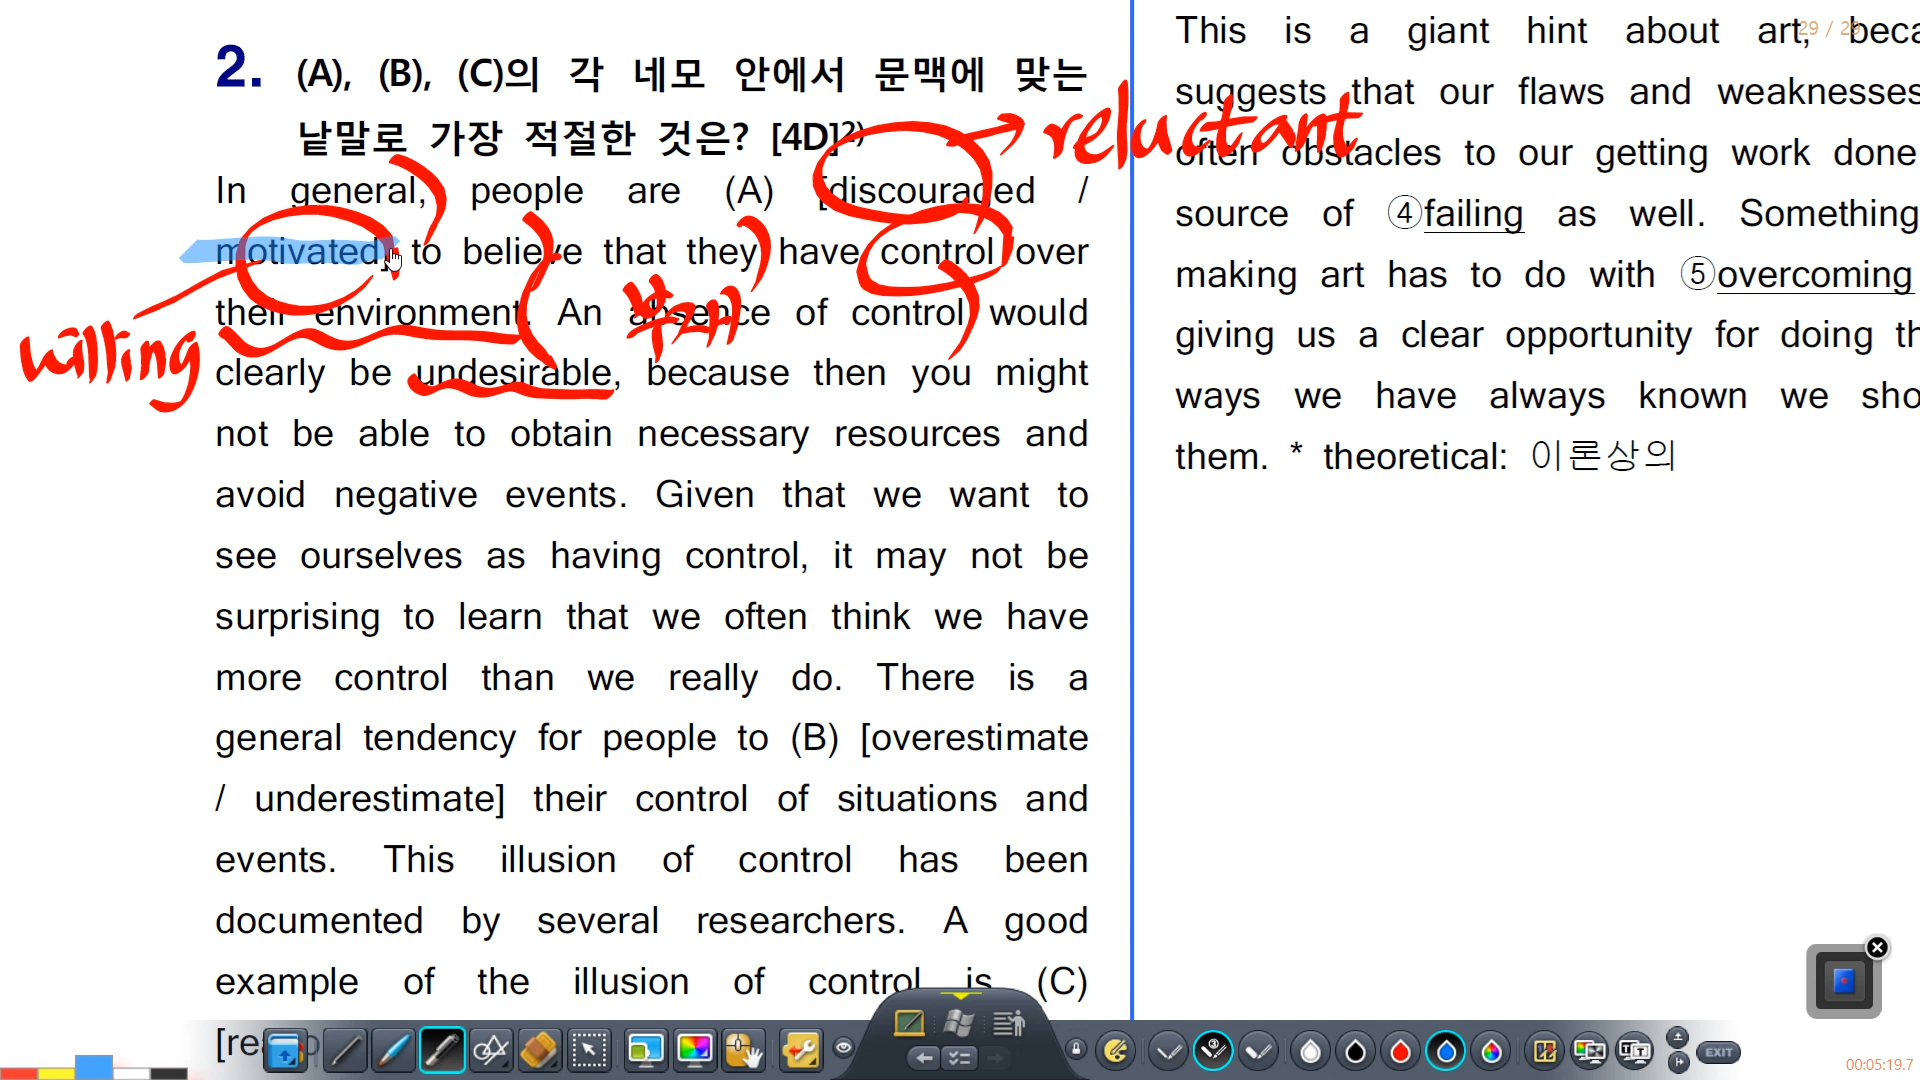 2. (A), (B), (C)의 각 네모 안에서 문맥에 맞는
낱말로 가장 적절한 것은? [4D]2)
reluctant
In general, people are (A) [discouraged /
motivated] to believe that they have control over
their environment. An absence of control would
부재
willing
clearly be undesirable, because then you might
not be able to obtain necessary resources and
avoid negative events. Given that we want to
see ourselves as having control, it may not be
surprising to learn that we often think we have
more control than we really do. There is a
general tendency for people to (B) [overestimate
/ underestimate] their control of situations and
events. This illusion of control has been
documented by several researchers. A good
example of the illusion of control is (C)
This is a giant hint about art,
suggests that our flaws and weaknesses
often obstacles to our getting work done
source of ④failing as well. Something
making art has to do with ⑤overcoming
giving us a clear opportunity for doing
ways we have always known we
them. * theoretical: 이론상의
29 / 29
EXIT
00:05:19.7